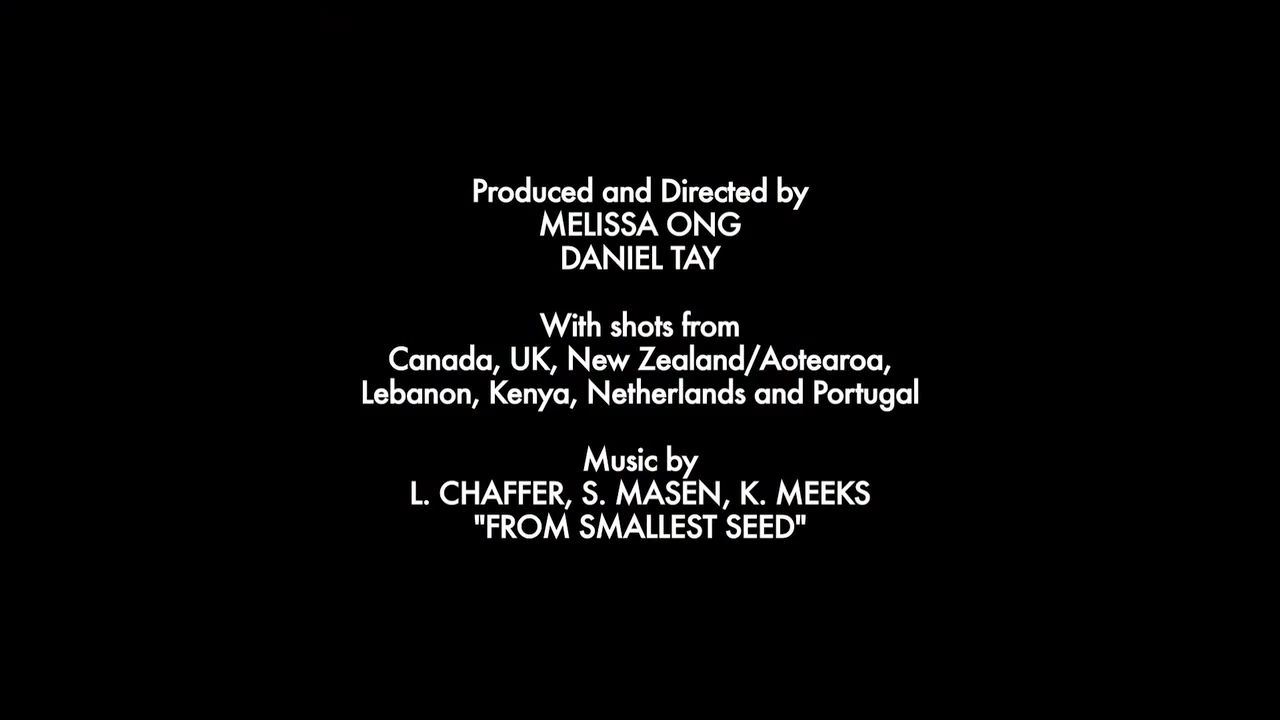 Produced and Directed by
MELISSA ONG
DANIEL TAY
With shots from
Canada, UK, New Zealand/Aotearoa,
Lebanon, Kenya, Netherlands and Portugal
Music by
L. CHAFFER, S. MASEN, K. MEEKS
"FROM SMALLEST SEED"